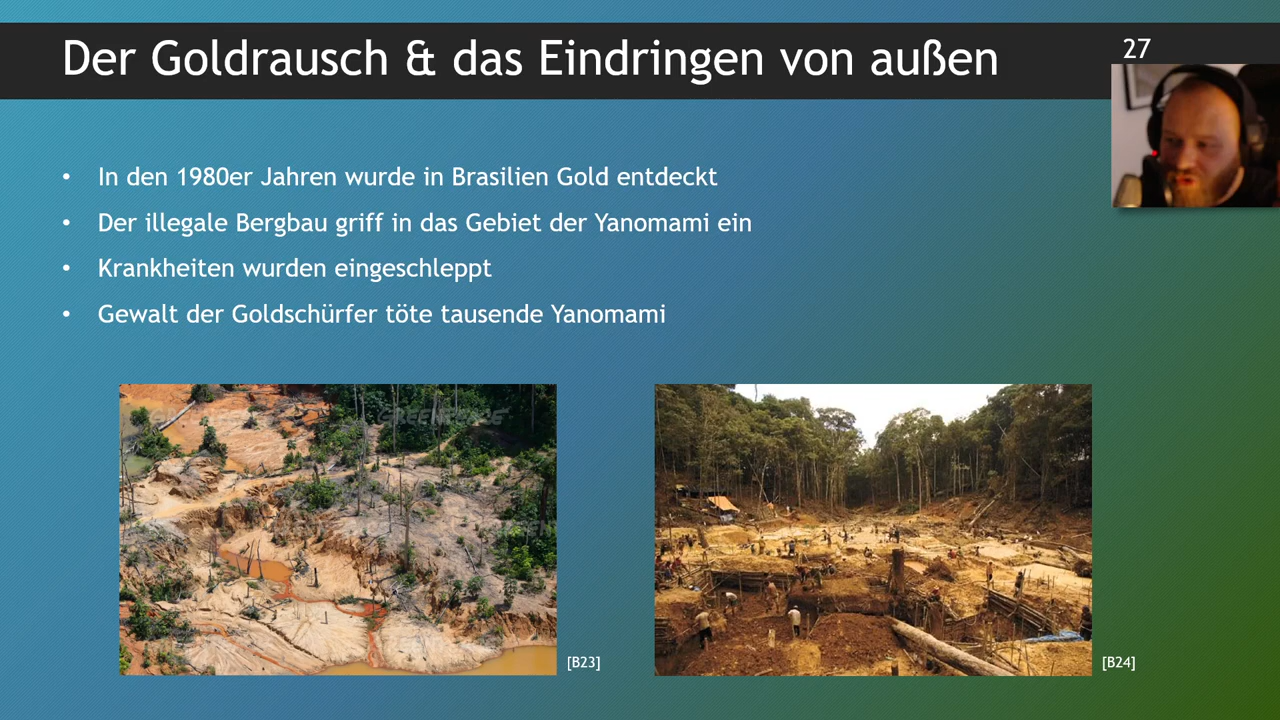 Der Goldrausch & das Eindringen von außen
27
• In den 1980er Jahren wurde in Brasilien Gold entdeckt
• Der illegale Bergbau griff in das Gebiet der Yanomami ein
• Krankheiten wurden eingeschleppt
• Gewalt der Goldschürfer töte tausende Yanomami
GREENPEACE
[B23]
[B24]